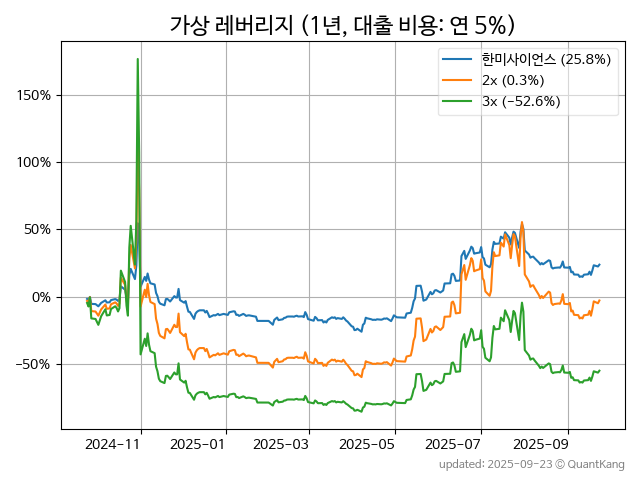 가상 레버리지 (1년, 대출 비용: 연 5%)
한미사이언스 (25.8%)
2x (0.3%)
3x (−52.6%)
150%
100%
50%
0%
−50%
2024-11
2025-01
2025-03
2025-05
2025-07
2025-09
updated: 2025-09-23 © QuantKang